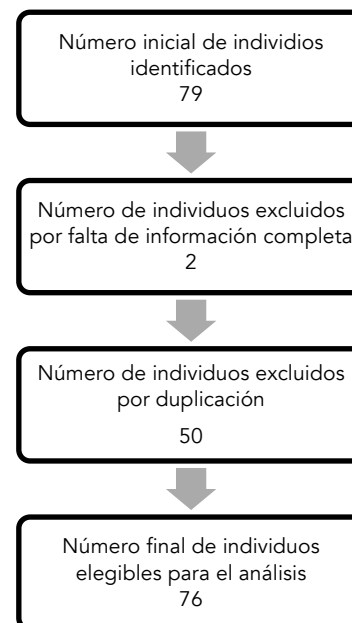 Número inicial de individios
identificados
79
Número de individuos excluidos
por falta de información completa
2
Número de individuos excluidos
por duplicación
50
Número final de individuos
elegibles para el análisis
76